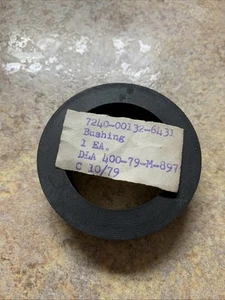 7240-00132-6431
Bushing
1 EA.
DLA 400-79-M-897
C 10/79